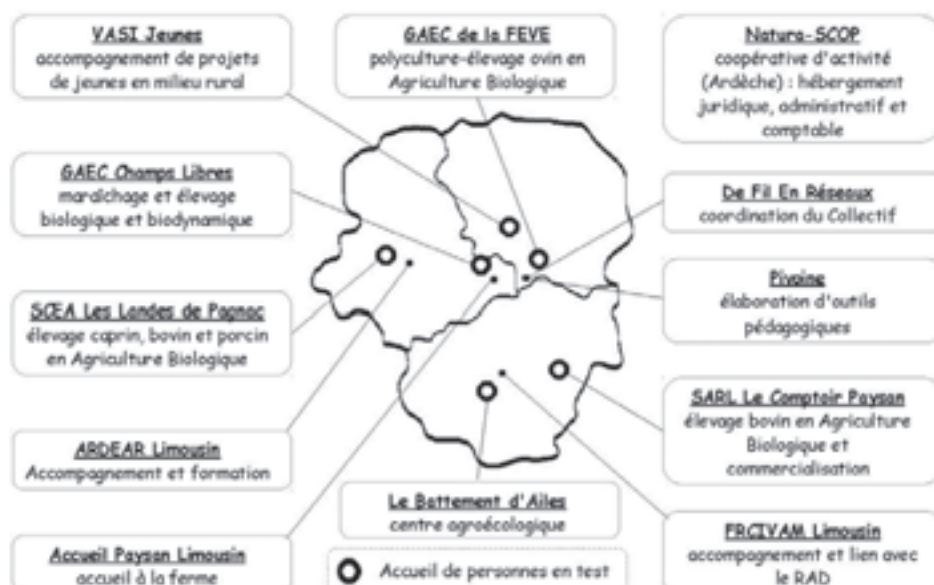 VASI Jeunes
accompagnement de projets
de jeunes en milieu rural
GAEC de la FEVE
polyculture-élevage ovin en
Agriculture Biologique
Natura-SCOP
coopérative d'activité
(Ardèche) : hébergement
juridique, administratif et
comptable
GAEC Champs Libres
maraîchage et élevage
biologique et biodynamique
De Fil En Réseaux
coordination du Collectif
SCEA Les Landes de Pagnac
élevage caprin, bovin et porcin
en Agriculture Biologique
Pivoine
élaboration d'outils
pédagogiques
ARDEAR Limousin
Accompagnement et formation
SARL Le Comptoir Paysan
élevage bovin en Agriculture
Biologique et
commercialisation
Le Battement d'Ailes
centre agroécologique
Accueil Paysan Limousin
accueil à la ferme
FRCIVAM Limousin
accompagnement et lien avec
le RAD
Accueil de personnes en test